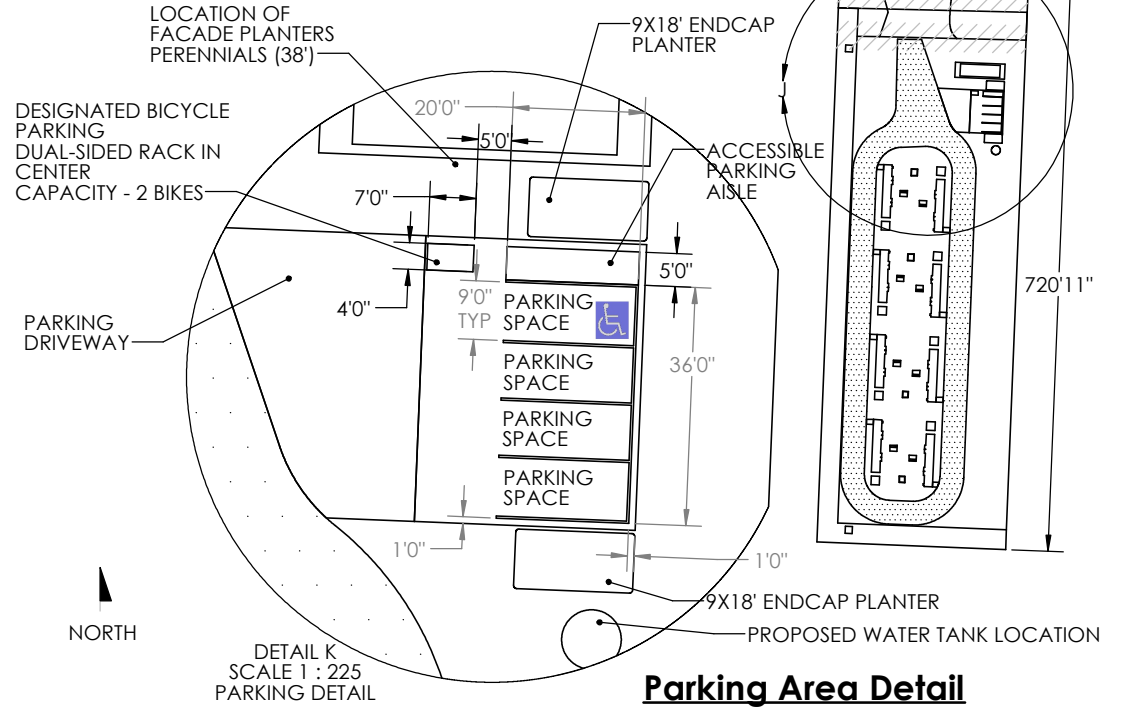 LOCATION OF
FACADE PLANTERS
PERENNIALS (38')
9X18' ENDCAP
PLANTER
DESIGNATED BICYCLE
PARKING
DUAL-SIDED RACK IN
CENTER
CAPACITY - 2 BIKES
20'0"
5'0"
ACCESSIBLE
PARKING
AISLE
7'0"
5'0"
4'0"
9'0"
TYP
PARKING
SPACE
PARKING
SPACE
PARKING
SPACE
PARKING
SPACE
36'0"
720'11"
PARKING
DRIVEWAY
1'0"
1'0"
9X18' ENDCAP PLANTER
PROPOSED WATER TANK LOCATION
NORTH
DETAIL K
SCALE 1 : 225
PARKING DETAIL
Parking Area Detail